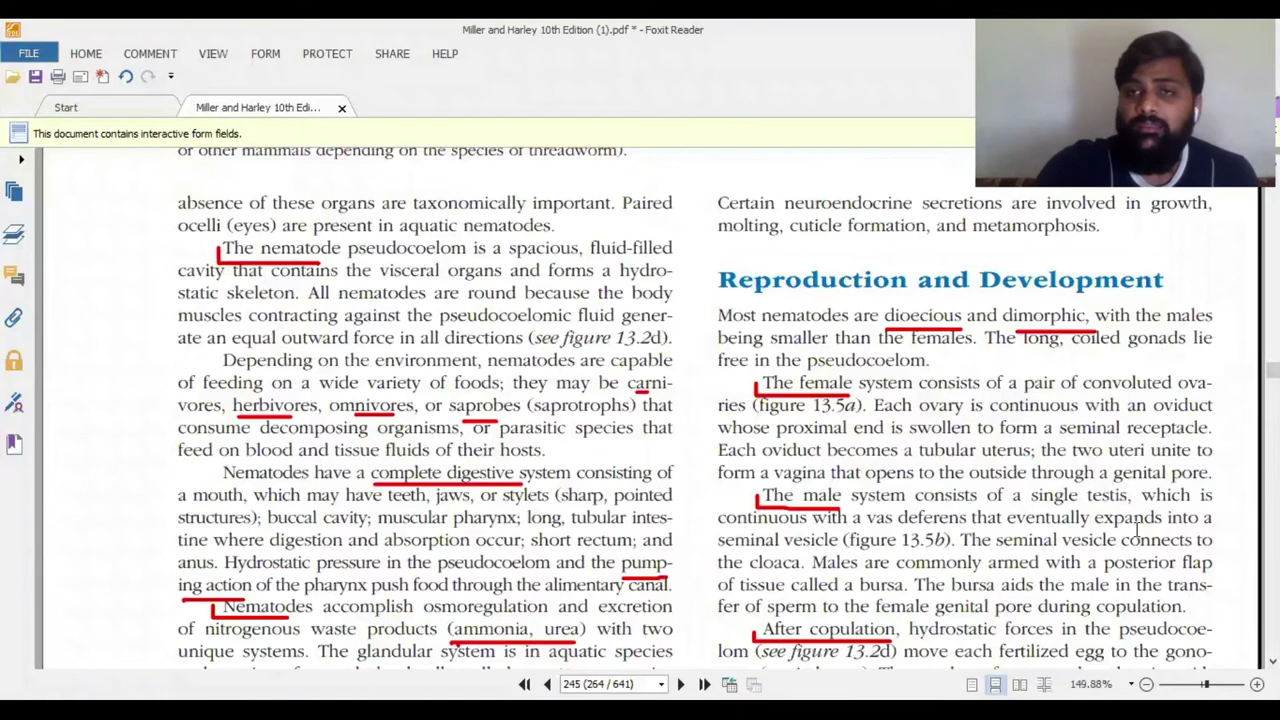 Miller and Harley 10th Edition (1).pdf * - Foxit Reader
FILE HOME COMMENT VIEW FORM PROTECT SHARE HELP
Start Miller and Harley 10th Edi...
This document contains interactive form fields.
or other mammals depending on the species of threadworm).
absence of these organs are taxonomically important. Paired
ocelli (eyes) are present in aquatic nematodes.
The nematode pseudocoelom is a spacious, fluid-filled
cavity that contains the visceral organs and forms a hydro-
static skeleton. All nematodes are round because the body
muscles contracting against the pseudocoelomic fluid gener-
ate an equal outward force in all directions (see figure 13.2d).
Depending on the environment, nematodes are capable
of feeding on a wide variety of foods; they may be carni-
vores, herbivores, omnivores, or saprobes (saprotrophs) that
consume decomposing organisms, or parasitic species that
feed on blood and tissue fluids of their hosts.
Nematodes have a complete digestive system consisting of
a mouth, which may have teeth, jaws, or stylets (sharp, pointed
structures); buccal cavity; muscular pharynx; long, tubular intes-
tine where digestion and absorption occur; short rectum; and
anus. Hydrostatic pressure in the pseudocoelom and the pump-
ing action of the pharynx push food through the alimentary canal.
Nematodes accomplish osmoregulation and excretion
of nitrogenous waste products (ammonia, urea) with two
unique systems. The glandular system is in aquatic species
Certain neuroendocrine secretions are involved in growth,
molting, cuticle formation, and metamorphosis.
Reproduction and Development
Most nematodes are dioecious and dimorphic, with the males
being smaller than the females. The long, coiled gonads lie
free in the pseudocoelom.
The female system consists of a pair of convoluted ova-
ries (figure 13.5a). Each ovary is continuous with an oviduct
whose proximal end is swollen to form a seminal receptacle.
Each oviduct becomes a tubular uterus; the two uteri unite to
form a vagina that opens to the outside through a genital pore.
The male system consists of a single testis, which is
continuous with a vas deferens that eventually expands into a
seminal vesicle (figure 13.5b). The seminal vesicle connects to
the cloaca. Males are commonly armed with a posterior flap
of tissue called a bursa. The bursa aids the male in the trans-
fer of sperm to the female genital pore during copulation.
After copulation, hydrostatic forces in the pseudocoe-
lom (see figure 13.2d) move each fertilized egg to the gono-
245 (264 / 641)
149.88%